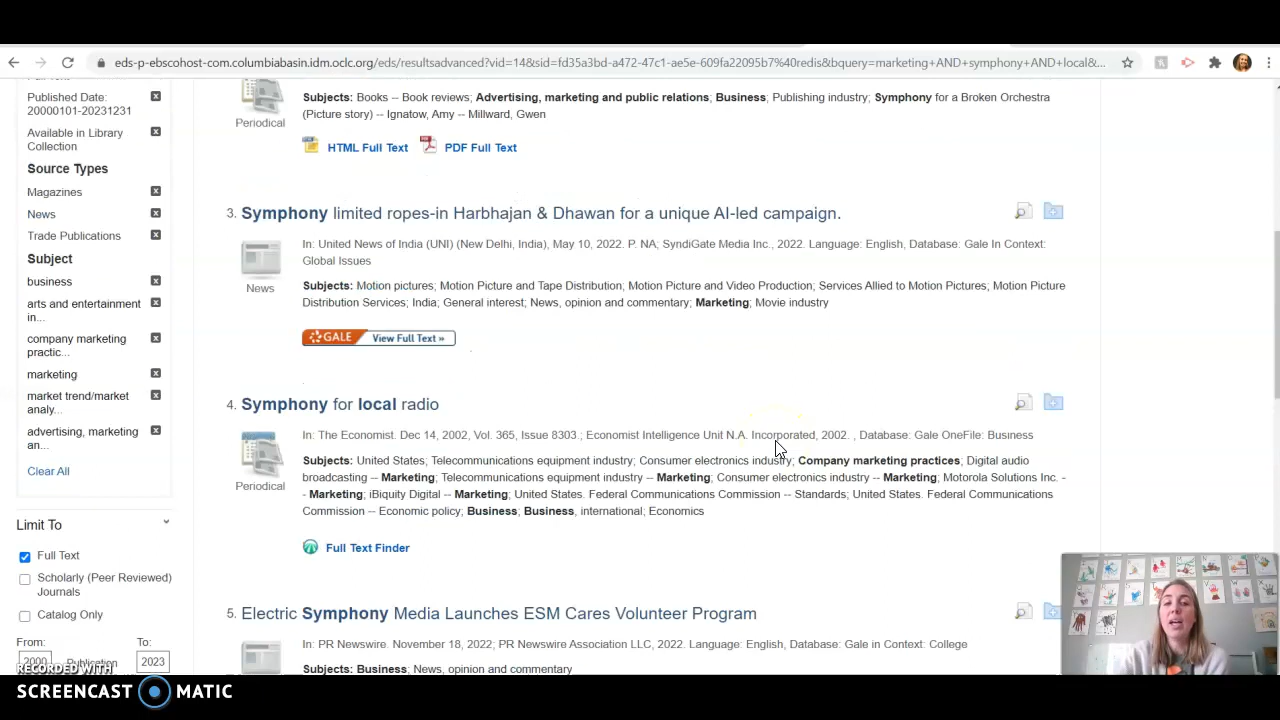 eds-p-ebscohost-com.columbiabasin.idm.oclc.org/eds/resultsadvanced?vid=14&sid=fd35a3bd-a472-47c1-ae5e-609fa22095b7%40redis&bquery=marketing+AND+symphony+AND+local&...
Published Date:
20000101-20231231
Available in Library
Collection
Source Types
Magazines
News
Trade Publications
Subject
business
arts and entertainment
in...
company marketing
practic...
marketing
market trend/market
analy...
advertising, marketing
an...
Clear All
Limit To
Full Text
Scholarly (Peer Reviewed)
Journals
Catalog Only
From:
To:
2000
Publication
2023
Periodical
Subjects: Books -- Book reviews; Advertising, marketing and public relations; Business; Publishing industry; Symphony for a Broken Orchestra
(Picture story) -- Ignatow, Amy -- Millward, Gwen
HTML Full Text
PDF Full Text
3. Symphony limited ropes-in Harbhajan & Dhawan for a unique AI-led campaign.
In: United News of India (UNI) (New Delhi, India), May 10, 2022. P. NA; SyndiGate Media Inc., 2022. Language: English, Database: Gale In Context:
Global Issues
News
Subjects: Motion pictures; Motion Picture and Tape Distribution; Motion Picture and Video Production; Services Allied to Motion Pictures; Motion Picture
Distribution Services; India; General interest; News, opinion and commentary; Marketing; Movie industry
GALE View Full Text »
4. Symphony for local radio
In: The Economist. Dec 14, 2002, Vol. 365, Issue 8303.; Economist Intelligence Unit N.A. Incorporated, 2002. , Database: Gale OneFile: Business
Periodical
Subjects: United States; Telecommunications equipment industry; Consumer electronics industry; Company marketing practices; Digital audio
broadcasting -- Marketing; Telecommunications equipment industry -- Marketing; Consumer electronics industry -- Marketing; Motorola Solutions Inc. -
- Marketing; iBiquity Digital -- Marketing; United States. Federal Communications Commission -- Standards; United States. Federal Communications
Commission -- Economic policy; Business; Business, international; Economics
Full Text Finder
5. Electric Symphony Media Launches ESM Cares Volunteer Program
In: PR Newswire. November 18, 2022; PR Newswire Association LLC, 2022. Language: English, Database: Gale in Context: College
Subjects: Business; News, opinion and commentary
RECORDED WITH
SCREENCAST MATIC